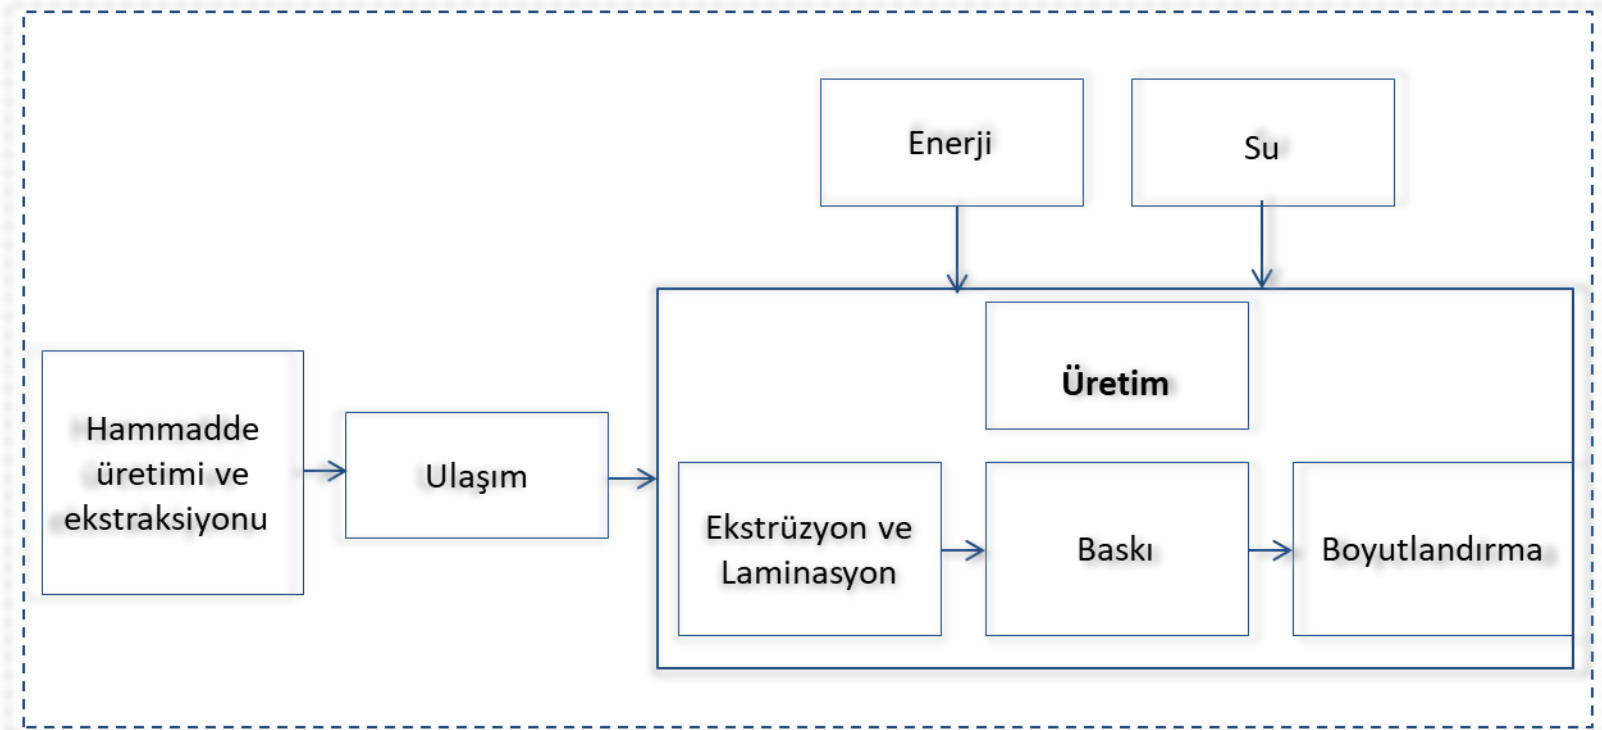 Enerji
Su
Üretim
Hammadde
üretimi ve
ekstraksiyonu
Ulaşım
Ekstrüzyon ve
Laminasyon
Baskı
Boyutlandırma